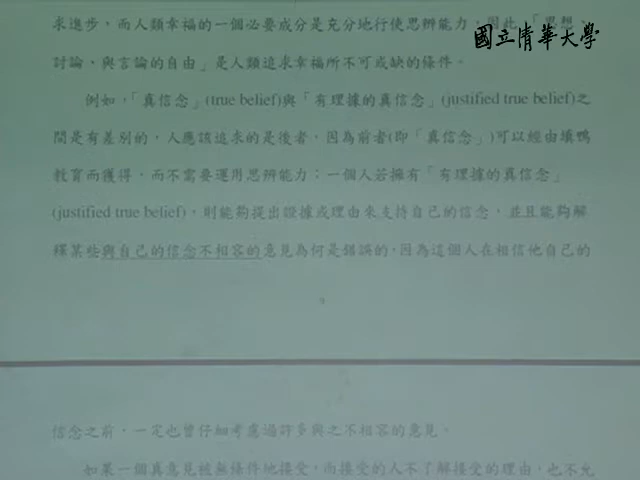 求進步，而人類幸福的一個必要成分是充分地行使思辨能力，因此，「思想、
國立清華大學
討論、與言論的自由」是人類追求幸福所不可或缺的條件。
例如，「真信念」(true belief)與「有理據的真信念」(justified true belief)之
間是有差別的，人應該追求的是後者，因為前者(即「真信念」)可以經由填鴨
教育而獲得，而不需要運用思辨能力；一個人若擁有「有理據的真信念」
(justified true belief)，則能夠提出證據或理由來支持自己的信念，並且能夠解
釋某些與自己的信念不相容的意見為何是錯誤的，因為這個人在相信他自己的
信念之前，一定也曾仔細考慮過許多與之不相容的意見。
如果一個真意見被無條件地接受，而接受的人不了解接受的理由，也不允